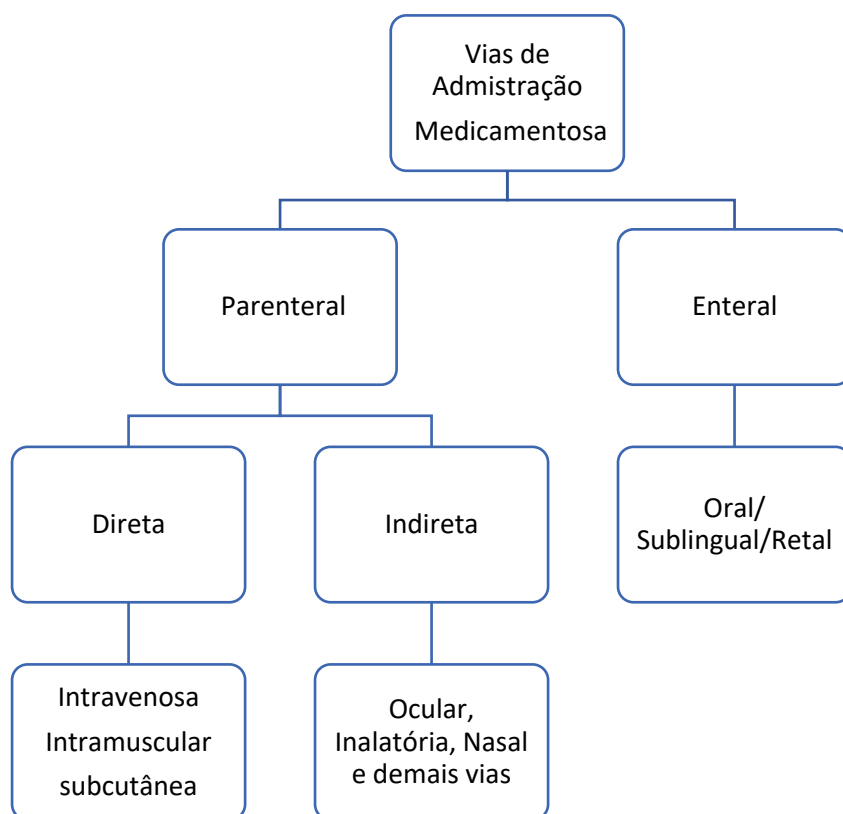 Vias de
Admistração
Medicamentosa
Parenteral
Enteral
Direta
Indireta
Oral/
Sublingual/Retal
Intravenosa
Intramuscular
subcutânea
Ocular,
Inalatória, Nasal
e demais vias